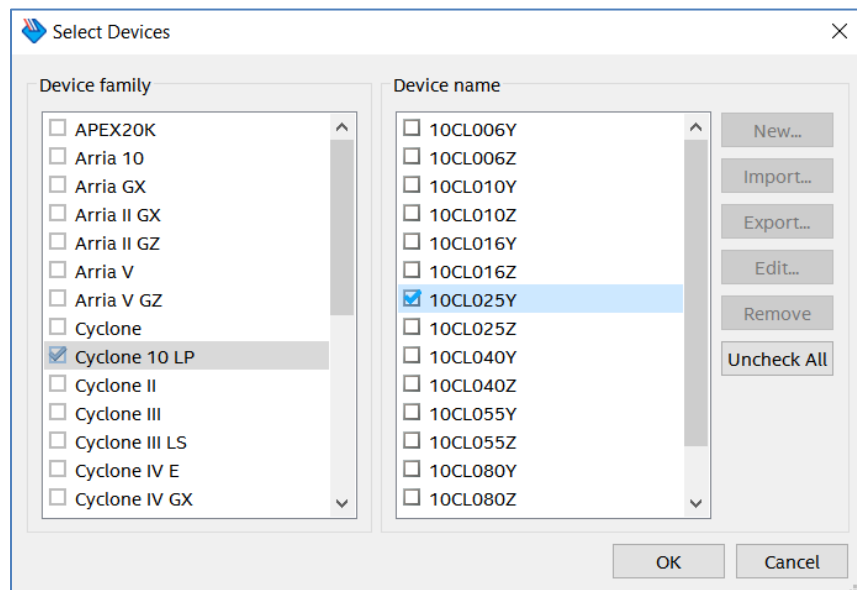 Select Devices
Device family
APEX20K
Arria 10
Arria GX
Arria II GX
Arria II GZ
Arria V
Arria V GZ
Cyclone
Cyclone 10 LP
Cyclone II
Cyclone III
Cyclone III LS
Cyclone IV E
Cyclone IV GX
Device name
10CL006Y
10CL006Z
10CL010Y
10CL010Z
10CL016Y
10CL016Z
10CL025Y
10CL025Z
10CL040Y
10CL040Z
10CL055Y
10CL055Z
10CL080Y
10CL080Z
New...
Import...
Export...
Edit...
Remove
Uncheck All
OK
Cancel